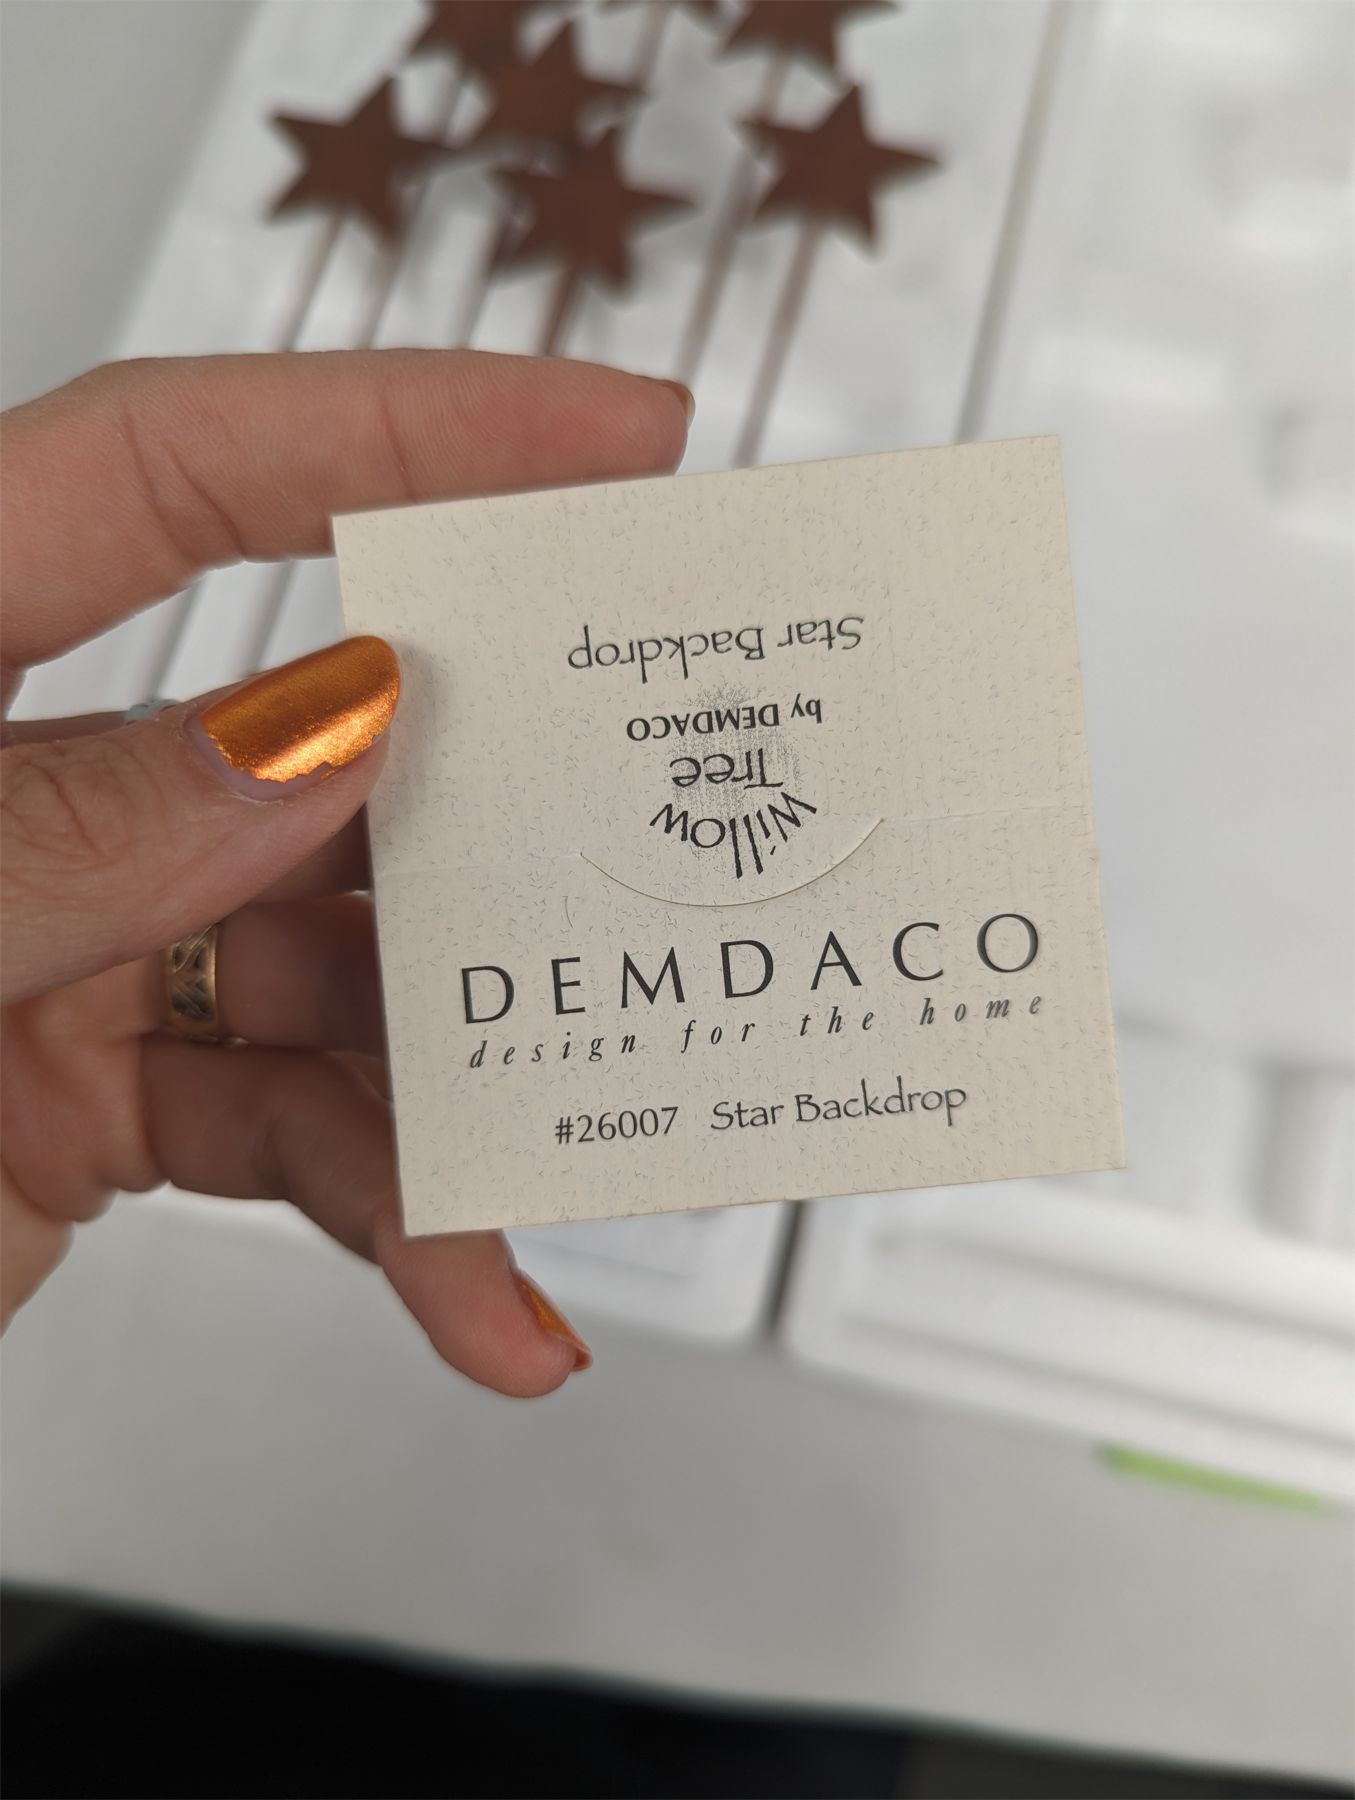 Star Backdrop
by DEMDACO
Tree
Willow
DEMDACO
design for the home
#26007 Star Backdrop